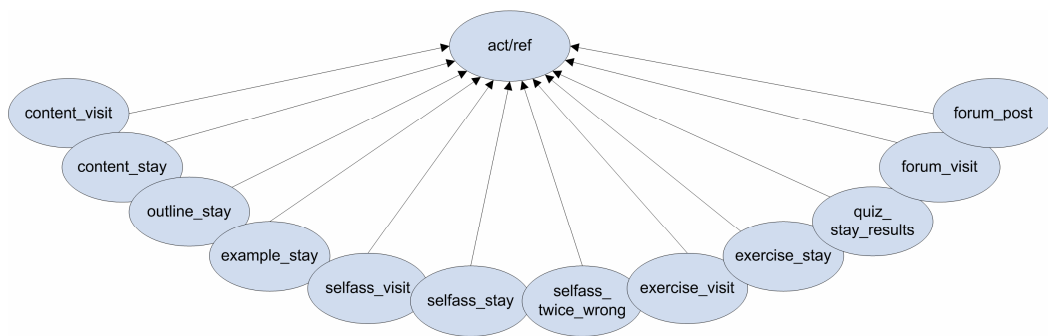 act/ref
content_visit
content_stay
outline_stay
example_stay
selfass_visit
selfass_stay
selfass_
twice_wrong
exercise_visit
exercise_stay
quiz_
stay_results
forum_visit
forum_post